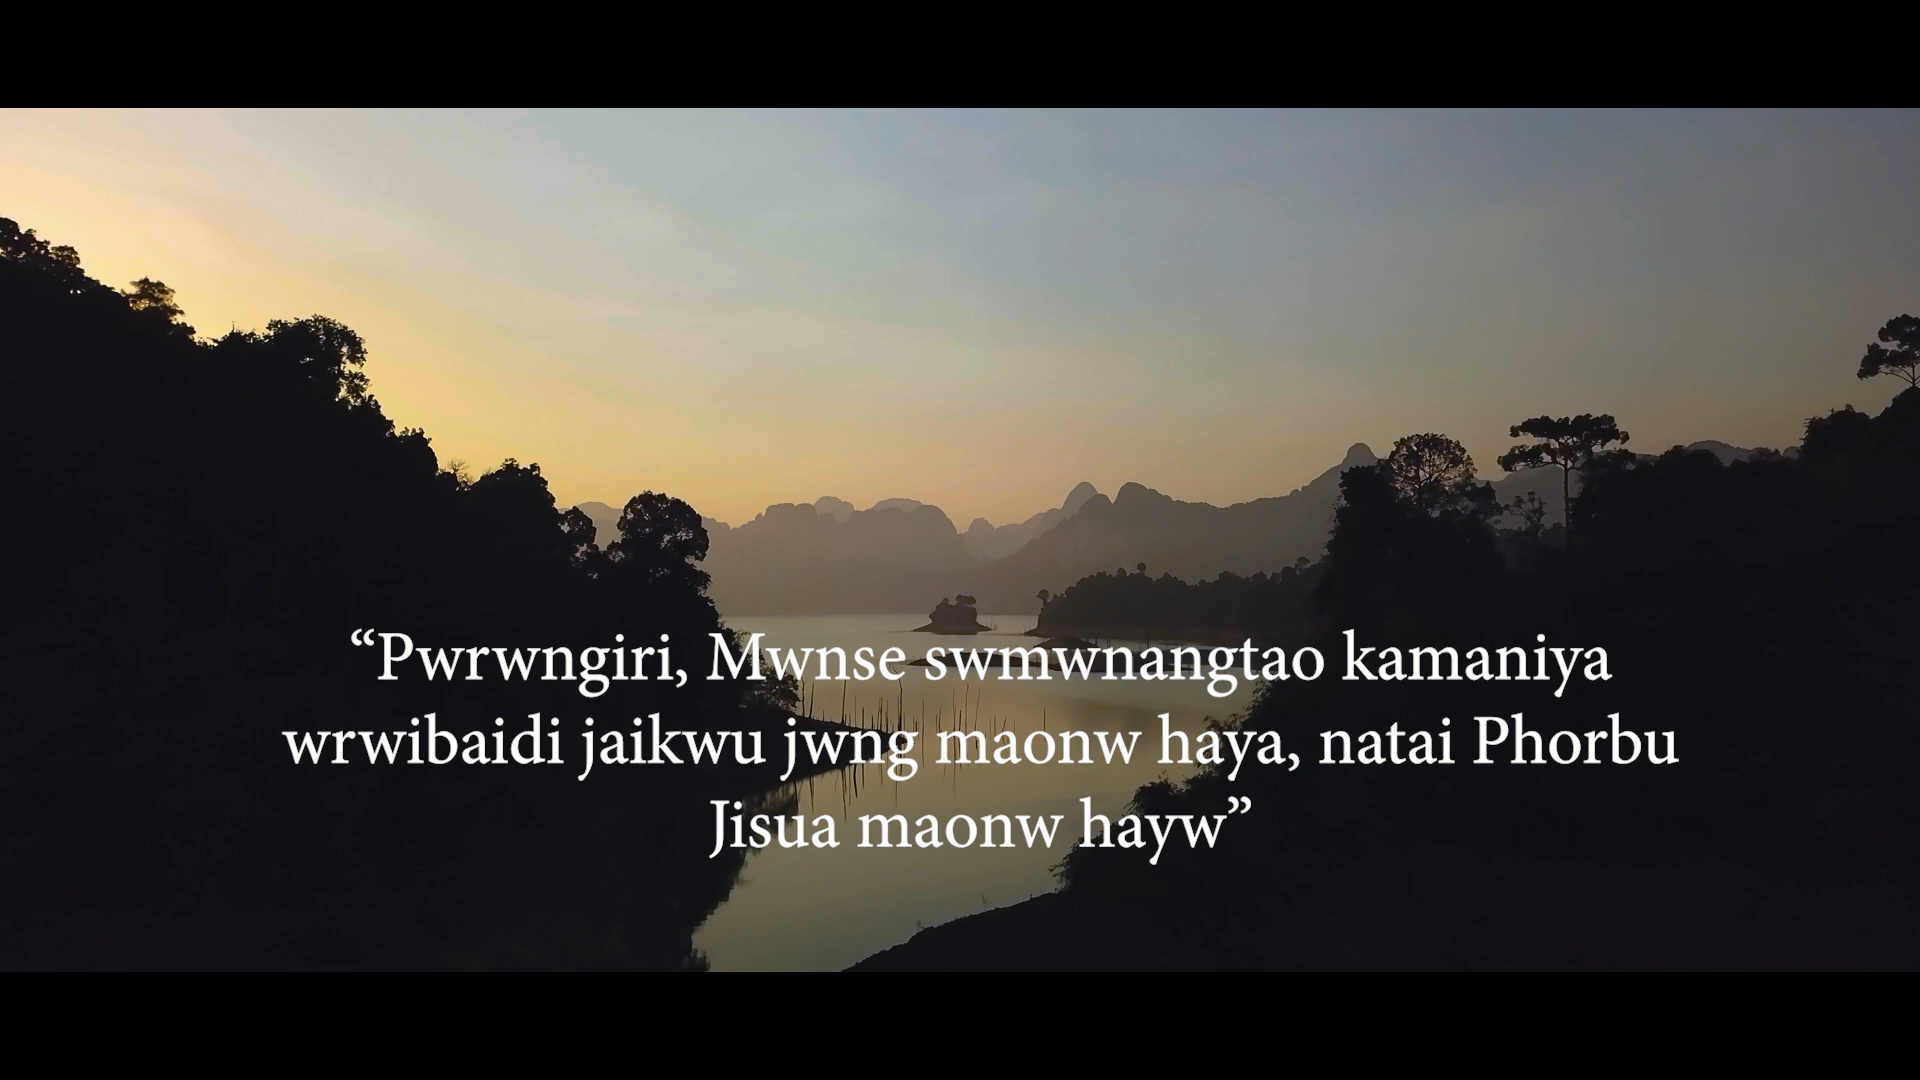 “Pwrwngiri, Mwnse swmwnangtao kamaniya
wrwibaidi jaikwu jwng maonw haya, natai Phorbu
Jisua maonw hayw”